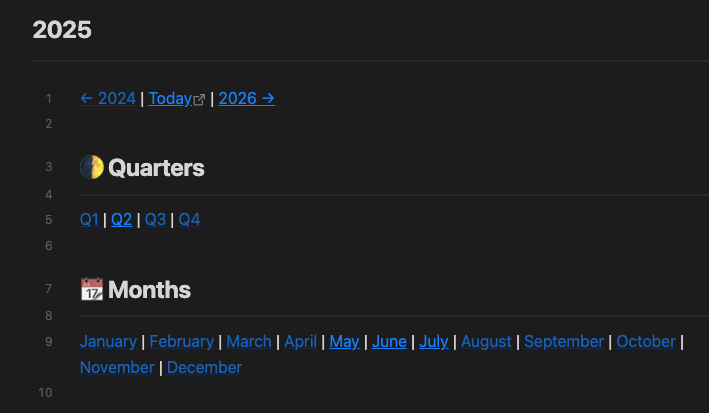 2025
1 ← 2024 | Today | 2026 →
2
3 🌓 Quarters
4
5 Q1 | Q2 | Q3 | Q4
6
7 📆 Months
8
9 January | February | March | April | May | June | July | August | September | October |
November | December
10